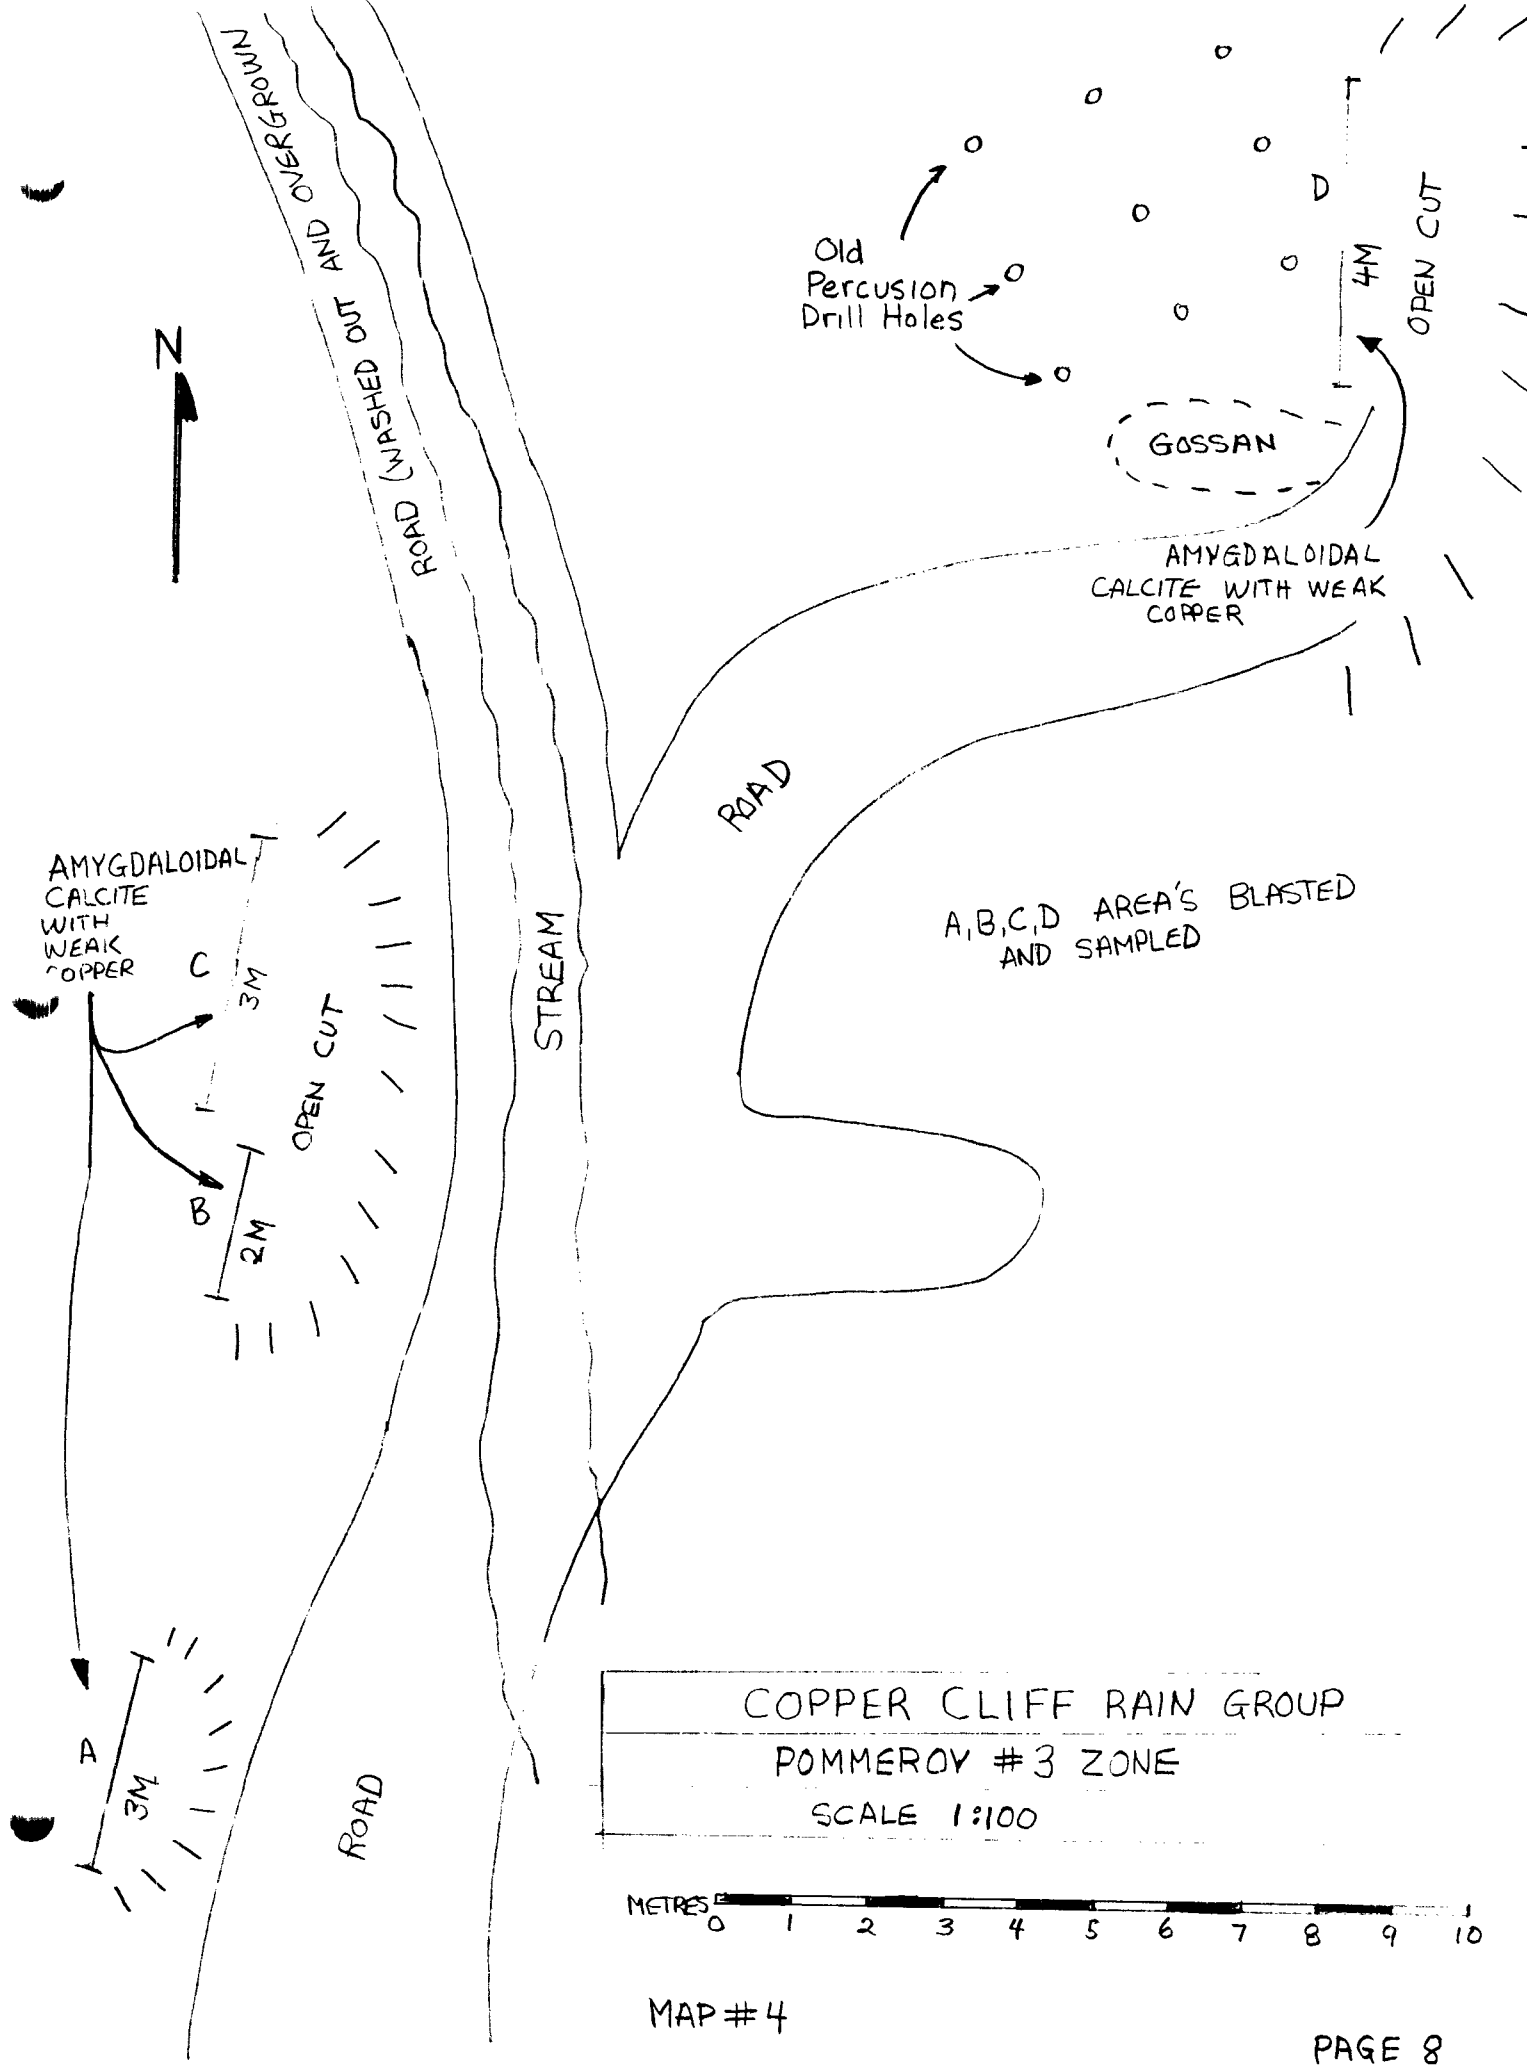 ROAD (WASHED OUT AND OVERGROWN
N
Old
Percusion
Drill Holes
D
4M
OPEN CUT
GOSSAN
AMYGDALOIDAL
CALCITE WITH WEAK
COPPER
ROAD
AMYGDALOIDAL
CALCITE
WITH
WEAK
COPPER
C
3M
OPEN CUT
B
2M
STREAM
A,B,C,D AREA'S BLASTED
AND SAMPLED
A
3M
ROAD
COPPER CLIFF RAIN GROUP
POMMEROY #3 ZONE
SCALE 1:100
METRES
0 1 2 3 4 5 6 7 8 9 10
MAP #4
PAGE 8